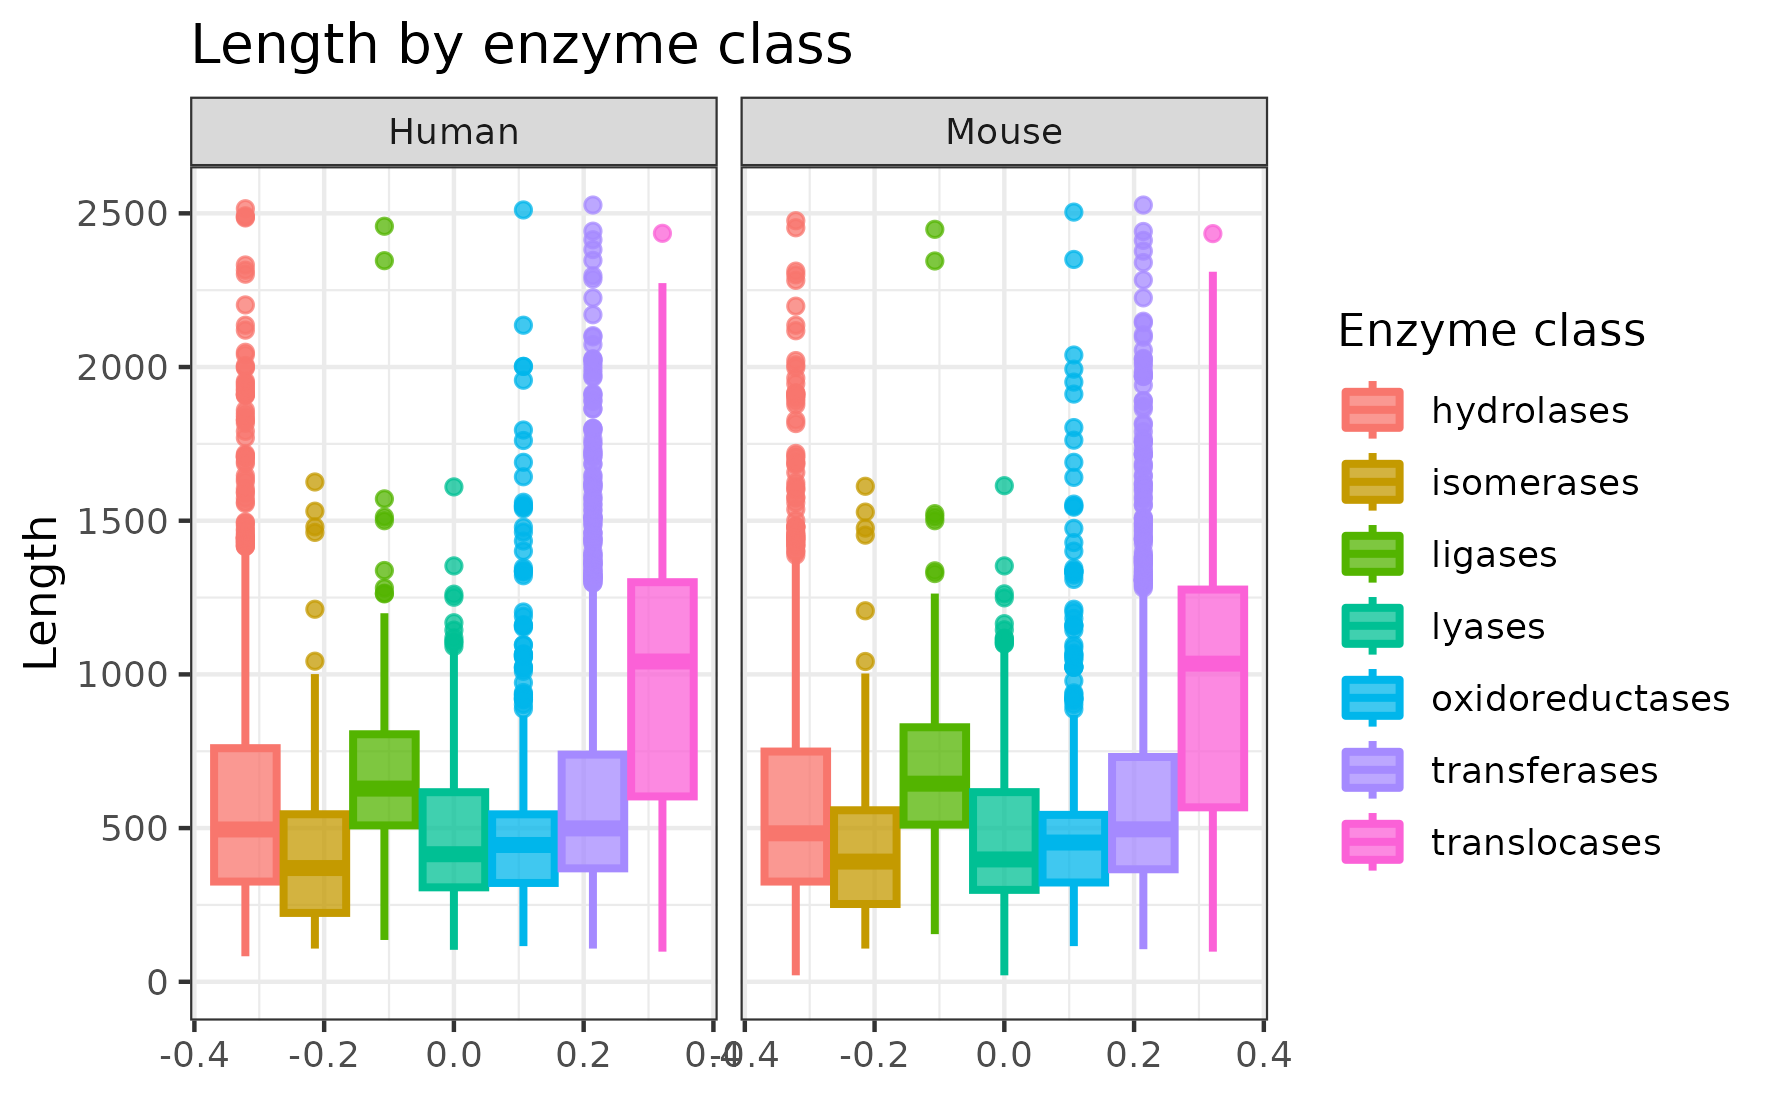 Length by enzyme class
Human
Mouse
Length
2500
2000
1500
1000
500
0
-0.4
-0.2
0.0
0.2
0.4
-0.4
-0.2
0.0
0.2
0.4
Enzyme class
hydrolases
isomerases
ligases
lyases
oxidoreductases
transferases
translocases